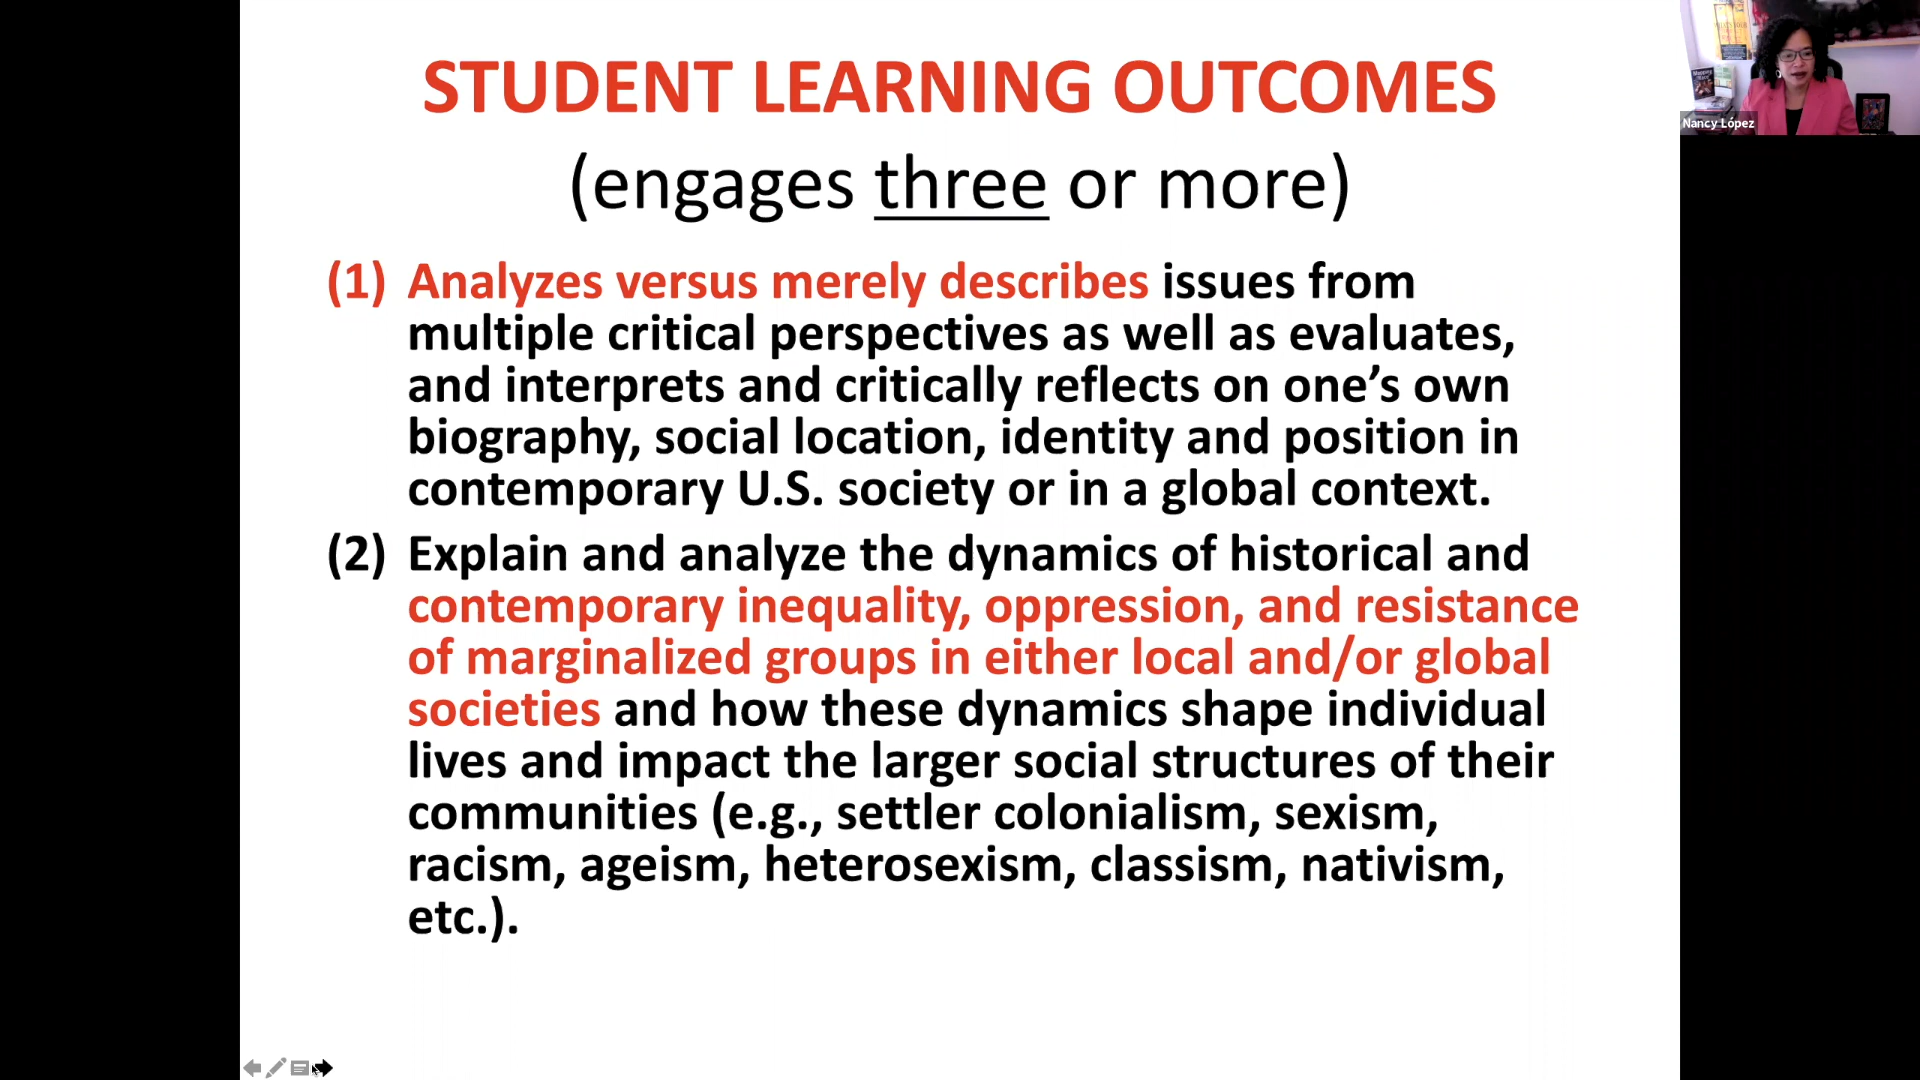 STUDENT LEARNING OUTCOMES
(engages three or more)
(1) Analyzes versus merely describes issues from
multiple critical perspectives as well as evaluates,
and interprets and critically reflects on one’s own
biography, social location, identity and position in
contemporary U.S. society or in a global context.
(2) Explain and analyze the dynamics of historical and
contemporary inequality, oppression, and resistance
of marginalized groups in either local and/or global
societies and how these dynamics shape individual
lives and impact the larger social structures of their
communities (e.g., settler colonialism, sexism,
racism, ageism, heterosexism, classism, nativism,
etc.).
Nancy López